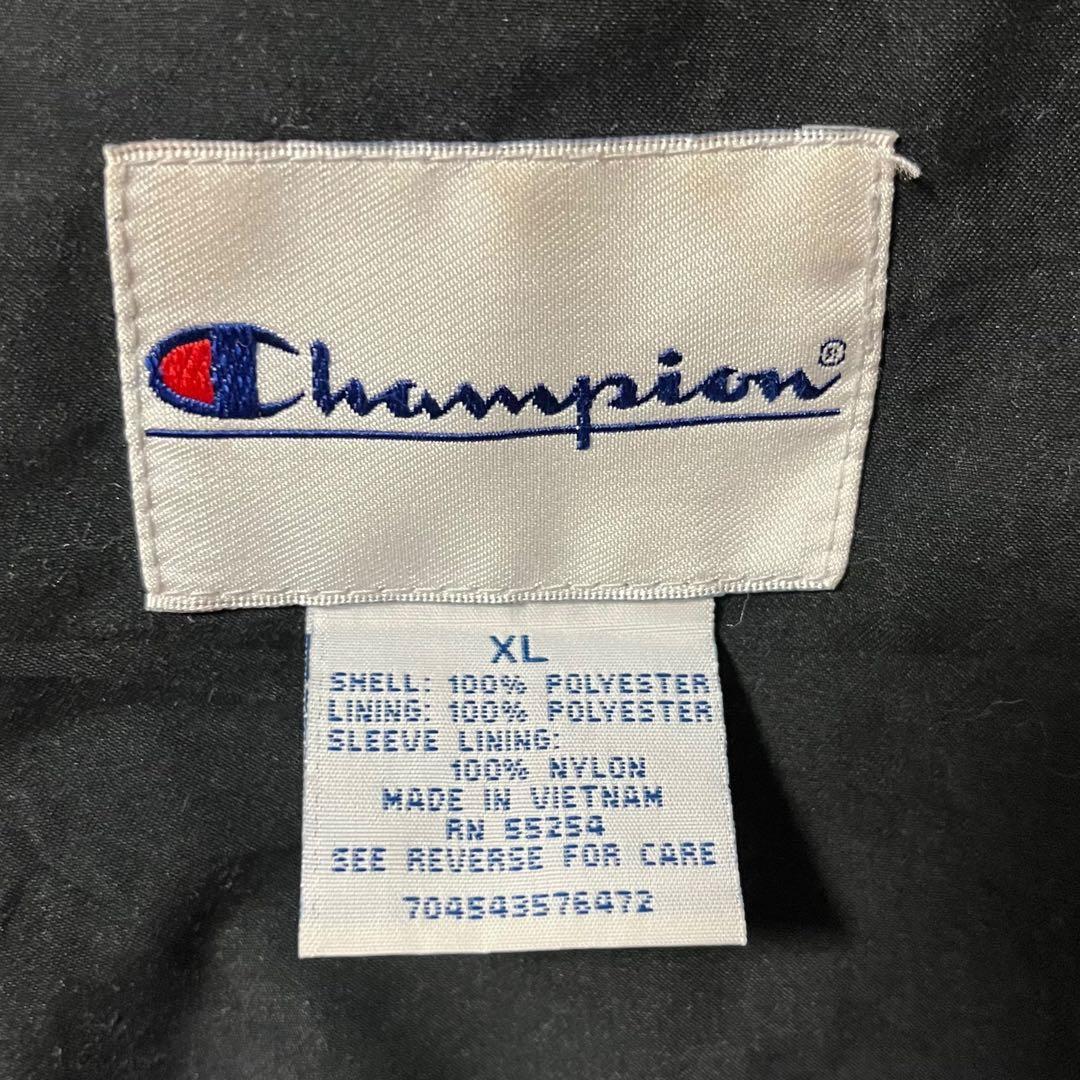 Champion®
XL
SHELL: 100% POLYESTER
LINING: 100% POLYESTER
SLEEVE LINING:
100% NYLON
MADE IN VIETNAM
RN 55254
SEE REVERSE FOR CARE
704543576472